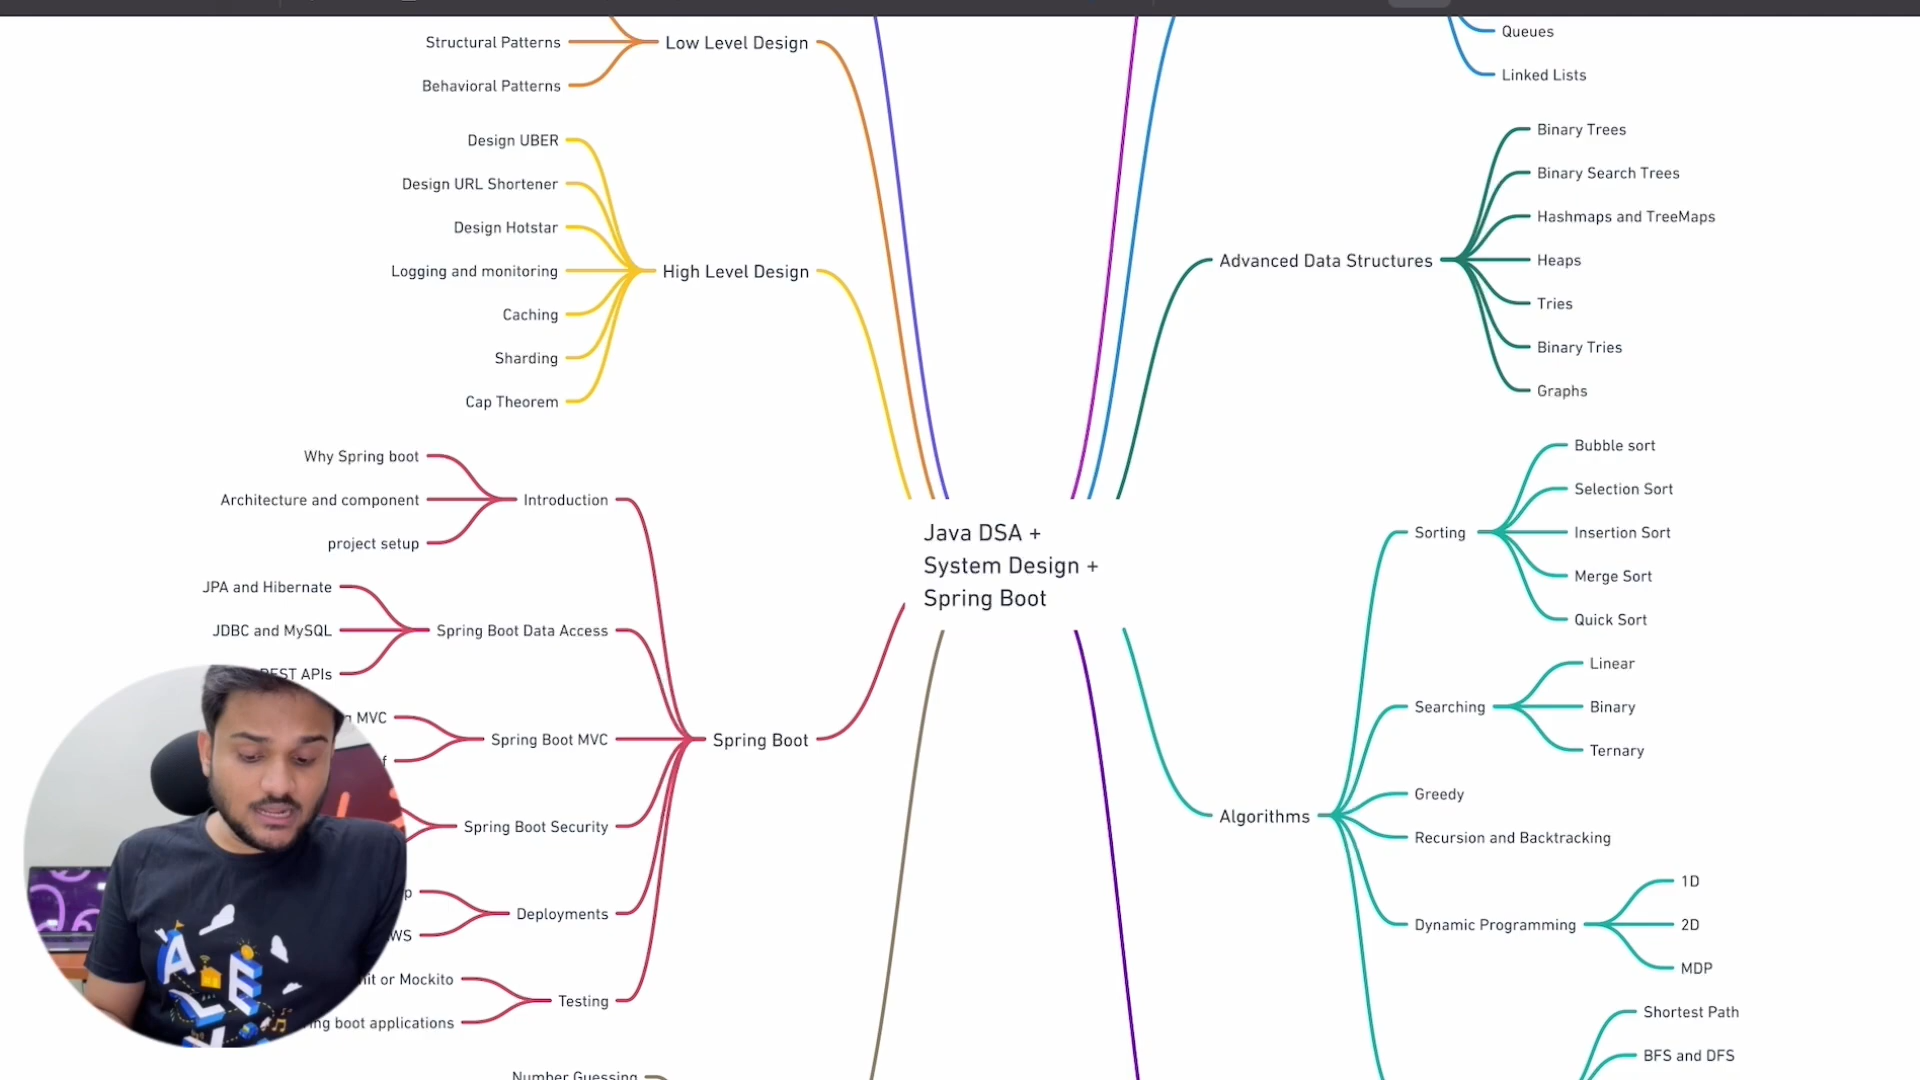 Structural Patterns
Behavioral Patterns
Low Level Design
Design UBER
Design URL Shortener
Design Hotstar
Logging and monitoring
Caching
Sharding
Cap Theorem
High Level Design
Why Spring boot
Architecture and component
project setup
Introduction
JPA and Hibernate
JDBC and MySQL
REST APIs
Spring Boot Data Access
MVC
Spring Boot MVC
Spring Boot Security
Deployments
or Mockito
boot applications
Testing
Spring Boot
Number Guessing
Java DSA +
System Design +
Spring Boot
Queues
Linked Lists
Advanced Data Structures
Binary Trees
Binary Search Trees
Hashmaps and TreeMaps
Heaps
Tries
Binary Tries
Graphs
Algorithms
Sorting
Bubble sort
Selection Sort
Insertion Sort
Merge Sort
Quick Sort
Searching
Linear
Binary
Ternary
Greedy
Recursion and Backtracking
Dynamic Programming
1D
2D
MDP
Shortest Path
BFS and DFS